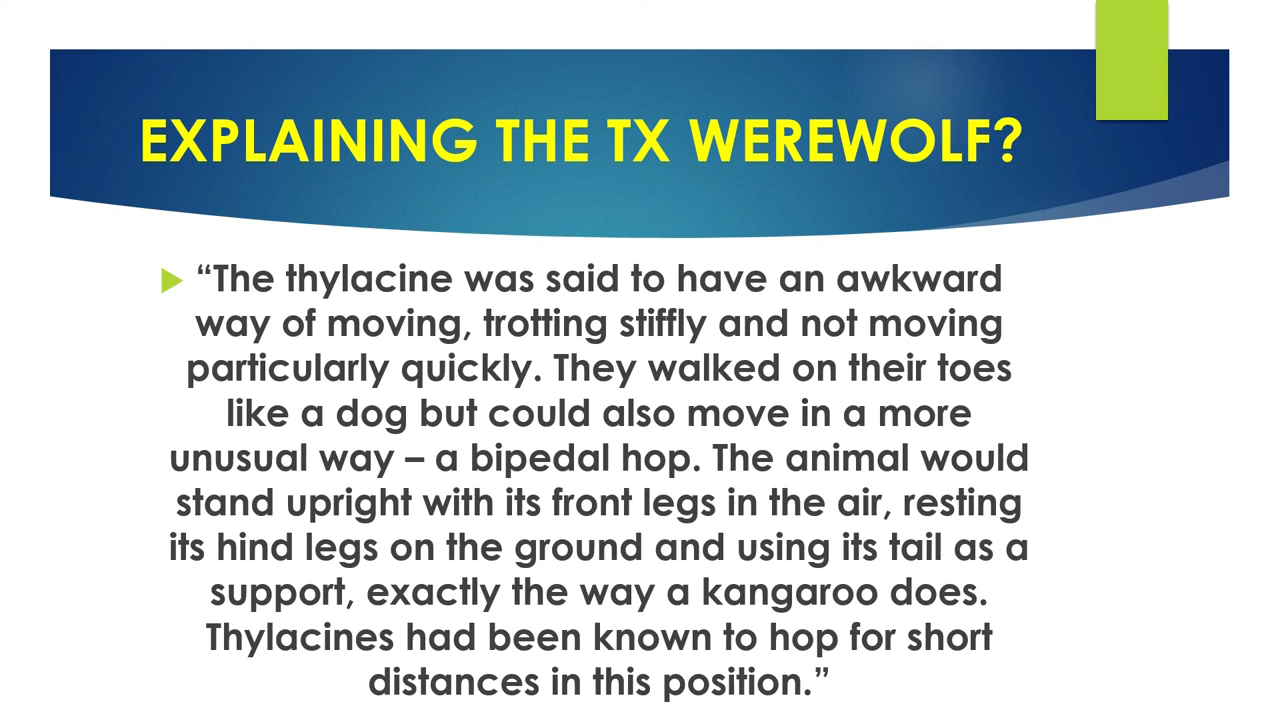 EXPLAINING THE TX WEREWOLF?
“The thylacine was said to have an awkward
way of moving, trotting stiffly and not moving
particularly quickly. They walked on their toes
like a dog but could also move in a more
unusual way – a bipedal hop. The animal would
stand upright with its front legs in the air, resting
its hind legs on the ground and using its tail as a
support, exactly the way a kangaroo does.
Thylacines had been known to hop for short
distances in this position.”